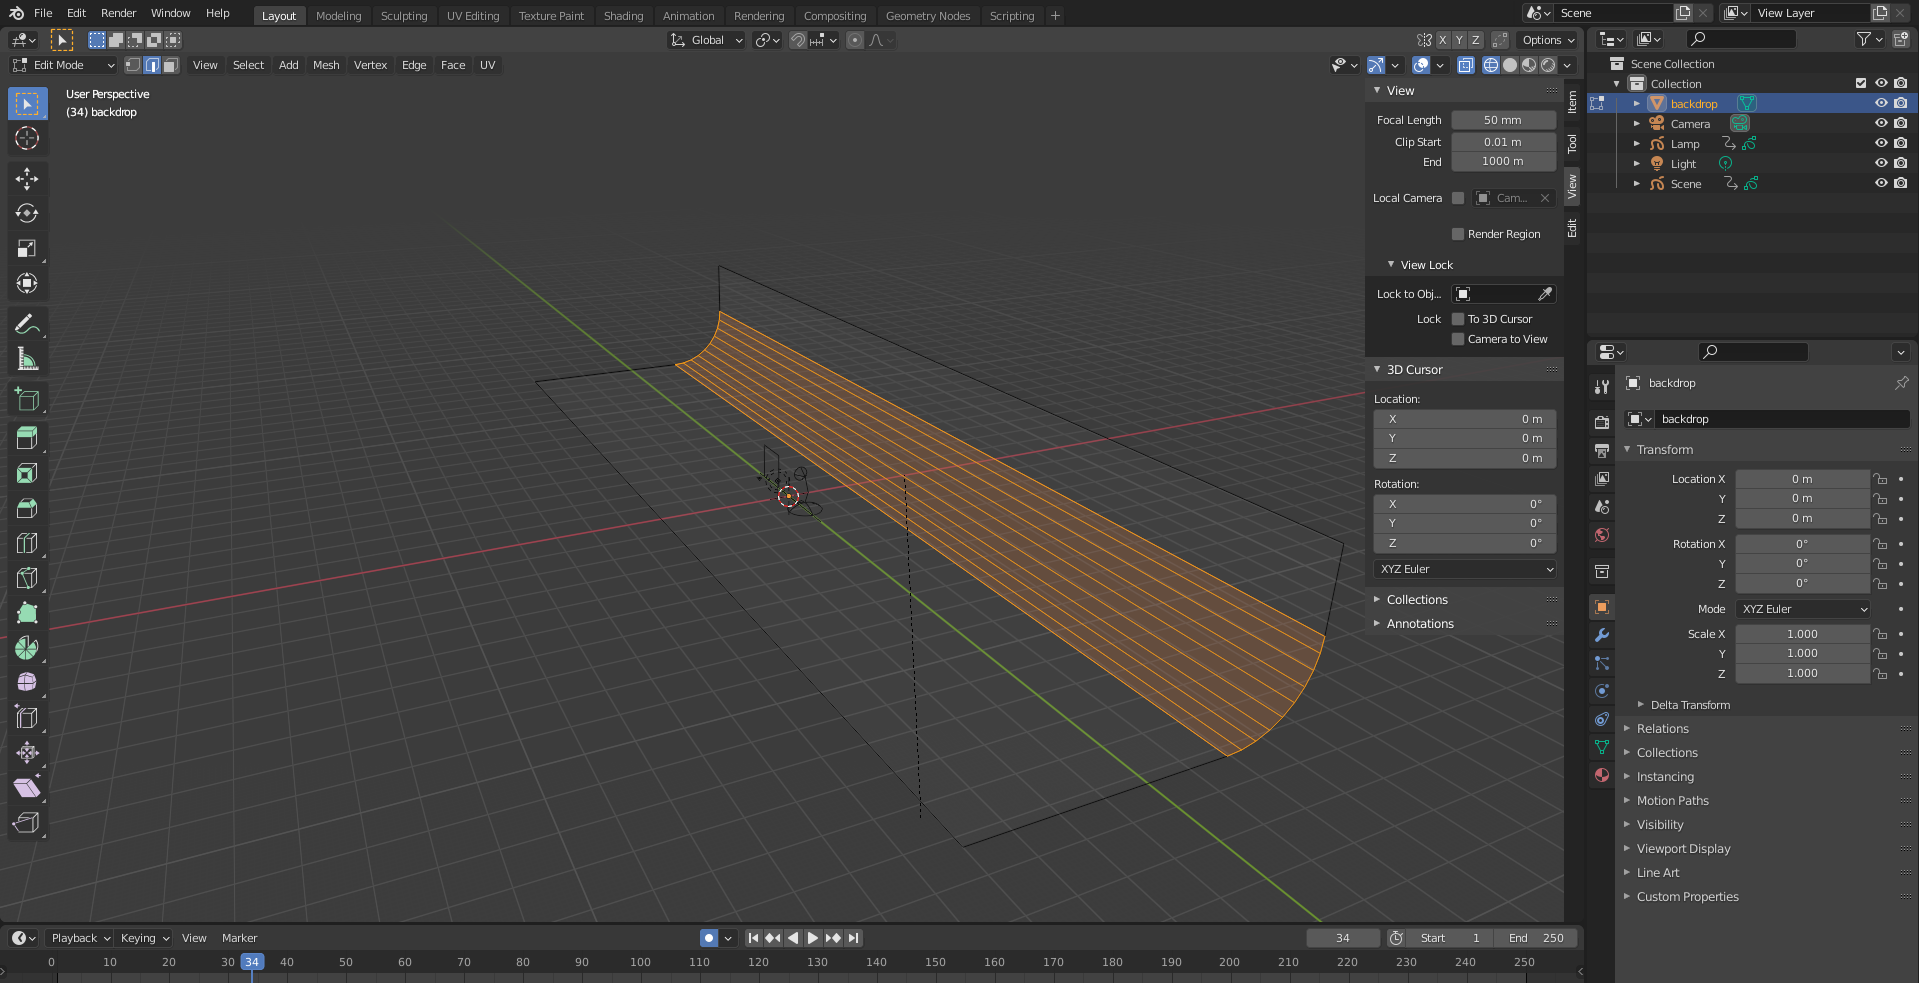 File Edit Render Window Help Layout Modeling Sculpting UV Editing Texture Paint Shading Animation Rendering Compositing Geometry Nodes Scripting + Scene View Layer
Global X Y Z Options
Edit Mode View Select Add Mesh Vertex Edge Face UV
User Perspective
(34) backdrop
View
Focal Length 50 mm
Clip Start 0.01 m
End 1000 m
Local Camera Cam...
Render Region
View Lock
Lock to Obj...
Lock To 3D Cursor
Camera to View
3D Cursor
Location:
X 0 m
Y 0 m
Z 0 m
Rotation:
X 0°
Y 0°
Z 0°
XYZ Euler
Collections
Annotations
Item
Tool
View
Edit
Scene Collection
Collection
backdrop
Camera
Lamp
Light
Scene
backdrop
backdrop
Transform
Location X 0 m
Y 0 m
Z 0 m
Rotation X 0°
Y 0°
Z 0°
Mode XYZ Euler
Scale X 1.000
Y 1.000
Z 1.000
Delta Transform
Relations
Collections
Instancing
Motion Paths
Visibility
Viewport Display
Line Art
Custom Properties
Playback Keying View Marker 34 Start 1 End 250
0 10 20 30 34 40 50 60 70 80 90 100 110 120 130 140 150 160 170 180 190 200 210 220 230 240 250